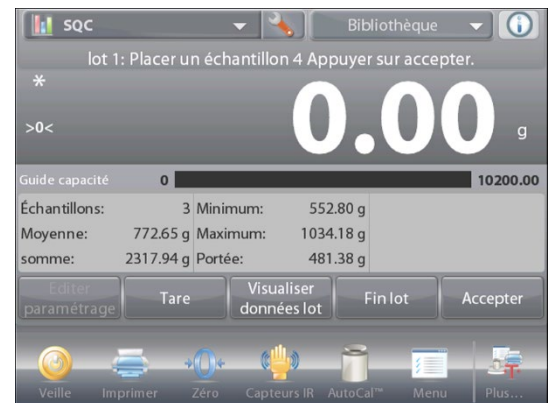 SQC
Bibliothèque
lot 1: Placer un échantillon 4 Appuyer sur accepter.
*
>0<
0.00 g
Guide capacité 0 10200.00
Échantillons: 3 Minimum: 552.80 g
Moyenne: 772.65 g Maximum: 1034.18 g
somme: 2317.94 g Portée: 481.38 g
Editer paramétrage
Tare
Visualiser données lot
Fin lot
Accepter
Veille Imprimer Zéro Capteurs IR AutoCal™ Menu Plus...